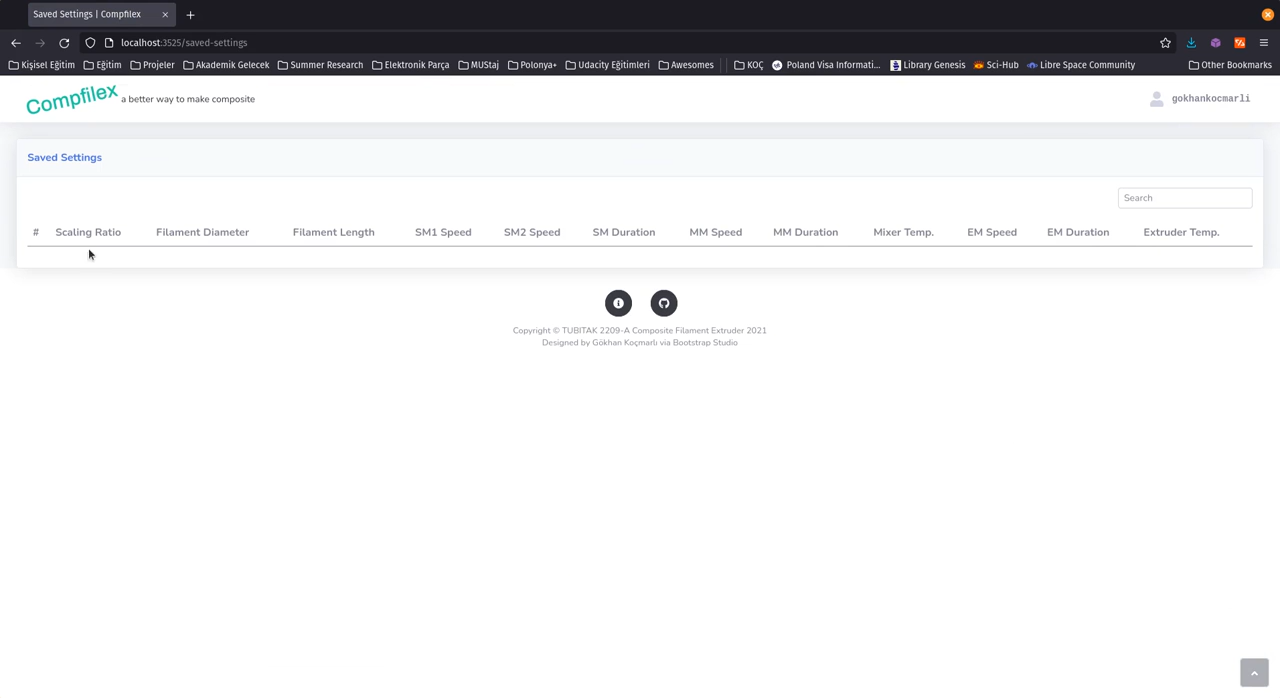 Saved Settings | Compfilex
localhost:3525/saved-settings
Kişisel Eğitim Eğitim Projeler Akademik Gelecek Summer Research Elektronik Parça MUStaj Polonya+ Udacity Eğitimleri Awesomes KOÇ Poland Visa Informati... Library Genesis Sci-Hub Libre Space Community Other Bookmarks
Compfilex a better way to make composite gokhankocmarli
Saved Settings
Search
# Scaling Ratio Filament Diameter Filament Length SM1 Speed SM2 Speed SM Duration MM Speed MM Duration Mixer Temp. EM Speed EM Duration Extruder Temp.
Copyright © TUBITAK 2209-A Composite Filament Extruder 2021
Designed by Gökhan Koçmarlı via Bootstrap Studio